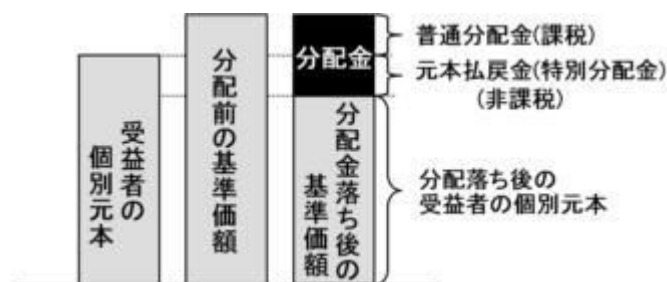 受益者の
個別元本
分配前の基準価額
分配金
分配金落ち後の
基準価額
普通分配金(課税)
元本払戻金(特別分配金)
(非課税)
分配落ち後の
受益者の個別元本